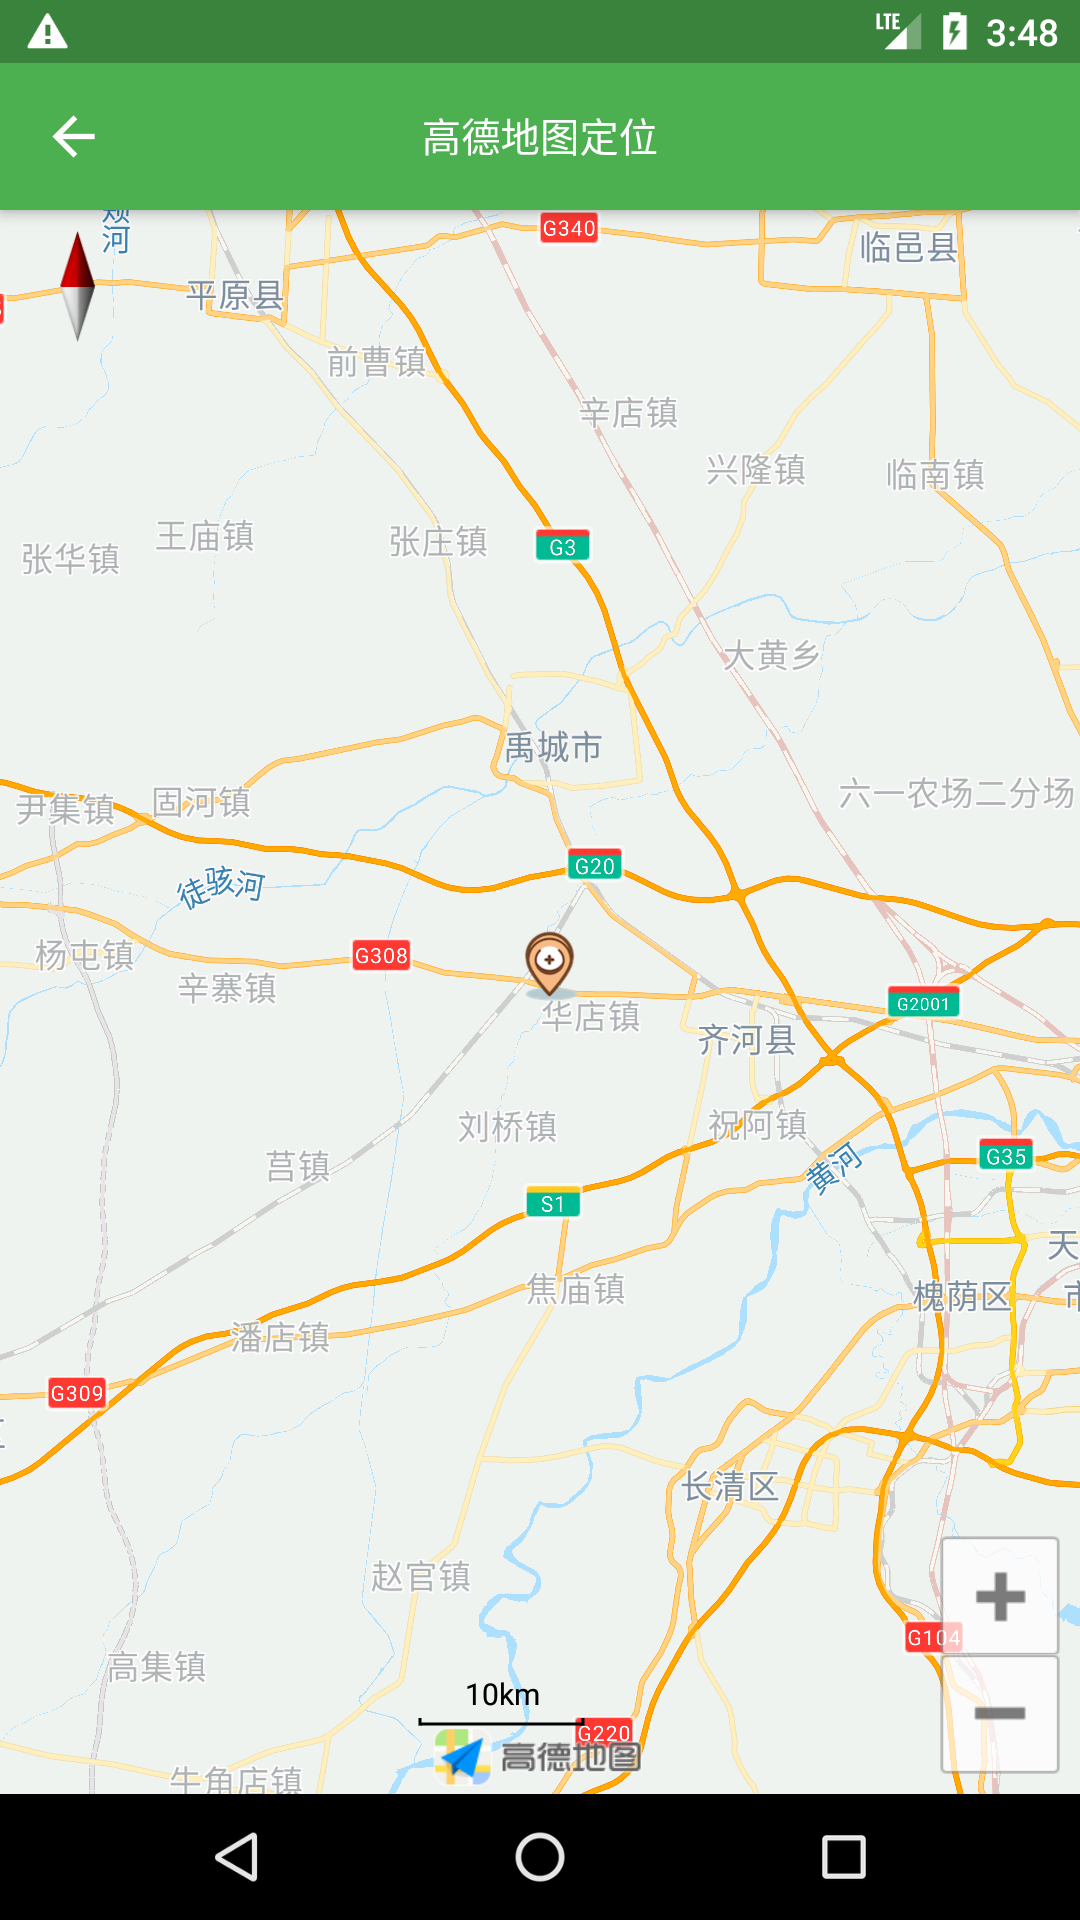 LTE
3:48
高德地图定位
颊
河
G340
临邑县
平原县
前曹镇
辛店镇
兴隆镇
临南镇
王庙镇
张庄镇
张华镇
G3
大黄乡
禹城市
六一农场二分场
尹集镇
固河镇
G20
徒骇河
杨屯镇
G308
辛寨镇
华店镇
G2001
齐河县
刘桥镇
祝阿镇
莒镇
黄河
G35
S1
天
焦庙镇
槐荫区
市
潘店镇
G309
区
长清区
赵官镇
G104
高集镇
10km
G220
高德地图
牛角店镇